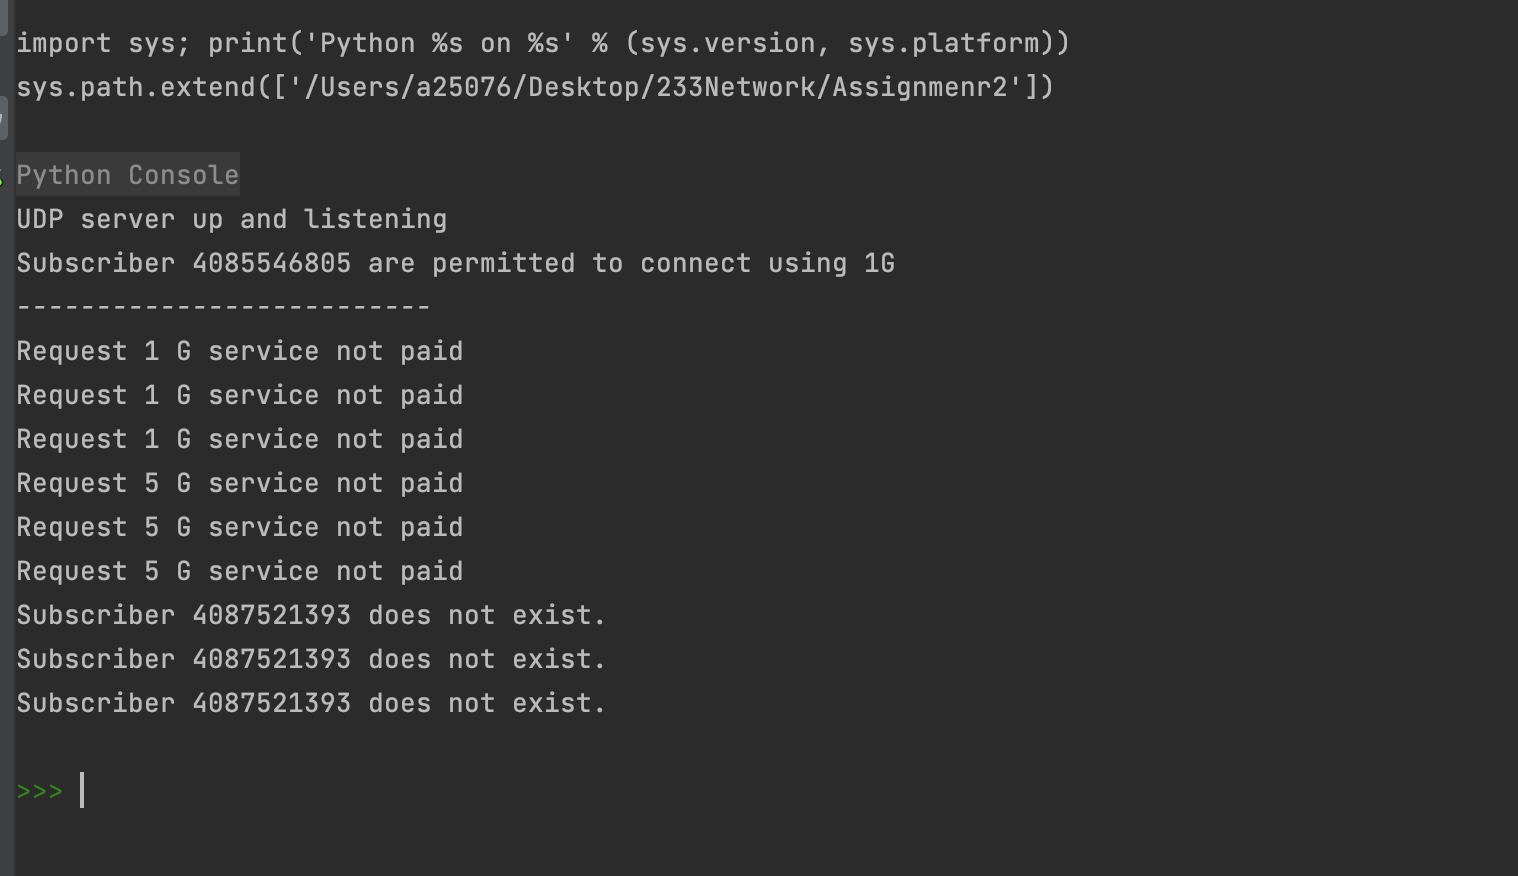 import sys; print('Python %s on %s' % (sys.version, sys.platform))
sys.path.extend(['/Users/a25076/Desktop/233Network/Assignmenr2'])
Python Console
UDP server up and listening
Subscriber 4085546805 are permitted to connect using 1G
--------------------------
Request 1 G service not paid
Request 1 G service not paid
Request 1 G service not paid
Request 5 G service not paid
Request 5 G service not paid
Request 5 G service not paid
Subscriber 4087521393 does not exist.
Subscriber 4087521393 does not exist.
Subscriber 4087521393 does not exist.
>>>